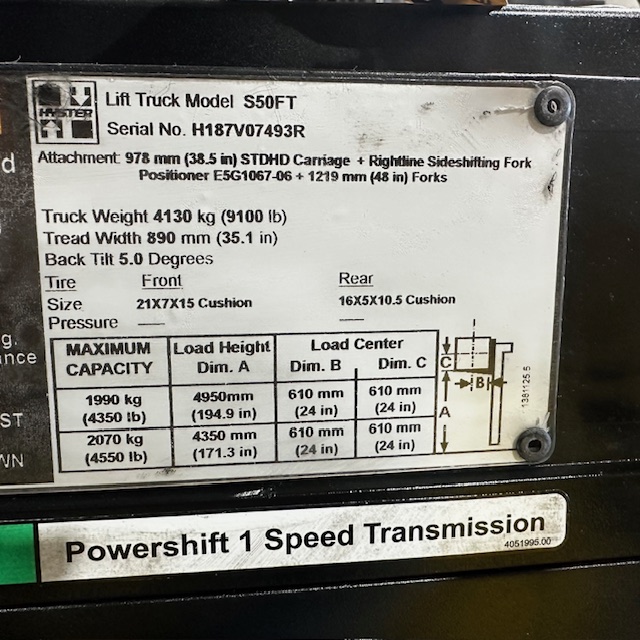 HYSTER
Lift Truck Model S50FT
Serial No. H187V07493R
d
Attachment: 978 mm (38.5 in) STDHD Carriage + Rightline Sideshifting Fork
Positioner E5G1067-06 + 1219 mm (48 in) Forks
Truck Weight 4130 kg (9100 lb)
Tread Width 890 mm (35.1 in)
Back Tilt 5.0 Degrees
Tire Front Rear
Size 21X7X15 Cushion 16X5X10.5 Cushion
Pressure — —
g.
ance
MAXIMUM CAPACITY Load Height Dim. A Load Center Dim. B Dim. C
1990 kg 4950mm 610 mm 610 mm
(4350 lb) (194.9 in) (24 in) (24 in)
ST
2070 kg 4350 mm 610 mm 610 mm
(4550 lb) (171.3 in) (24 in) (24 in)
WN
C
B
A
1381125.5
Powershift 1 Speed Transmission
4051995.00